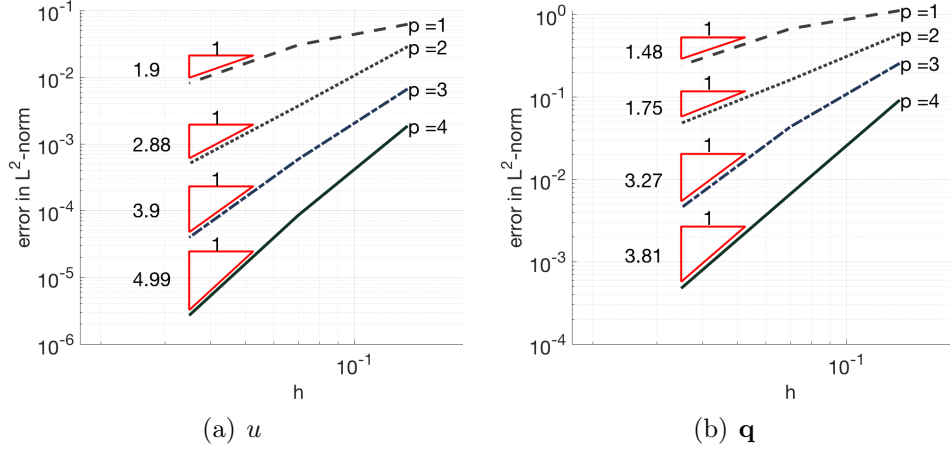 10^0
10^-1
10^-2
10^-3
10^-4
10^-5
10^-6
error in L^2-norm
p =1
p =2
p =3
p =4
1
1.9
1
2.88
1
3.9
1
4.99
10^-1
h
(a) u
10^0
10^-1
10^-2
10^-3
10^-4
error in L^2-norm
p =1
p =2
p =3
p =4
1
1.48
1
1.75
1
3.27
1
3.81
10^-1
h
(b) q